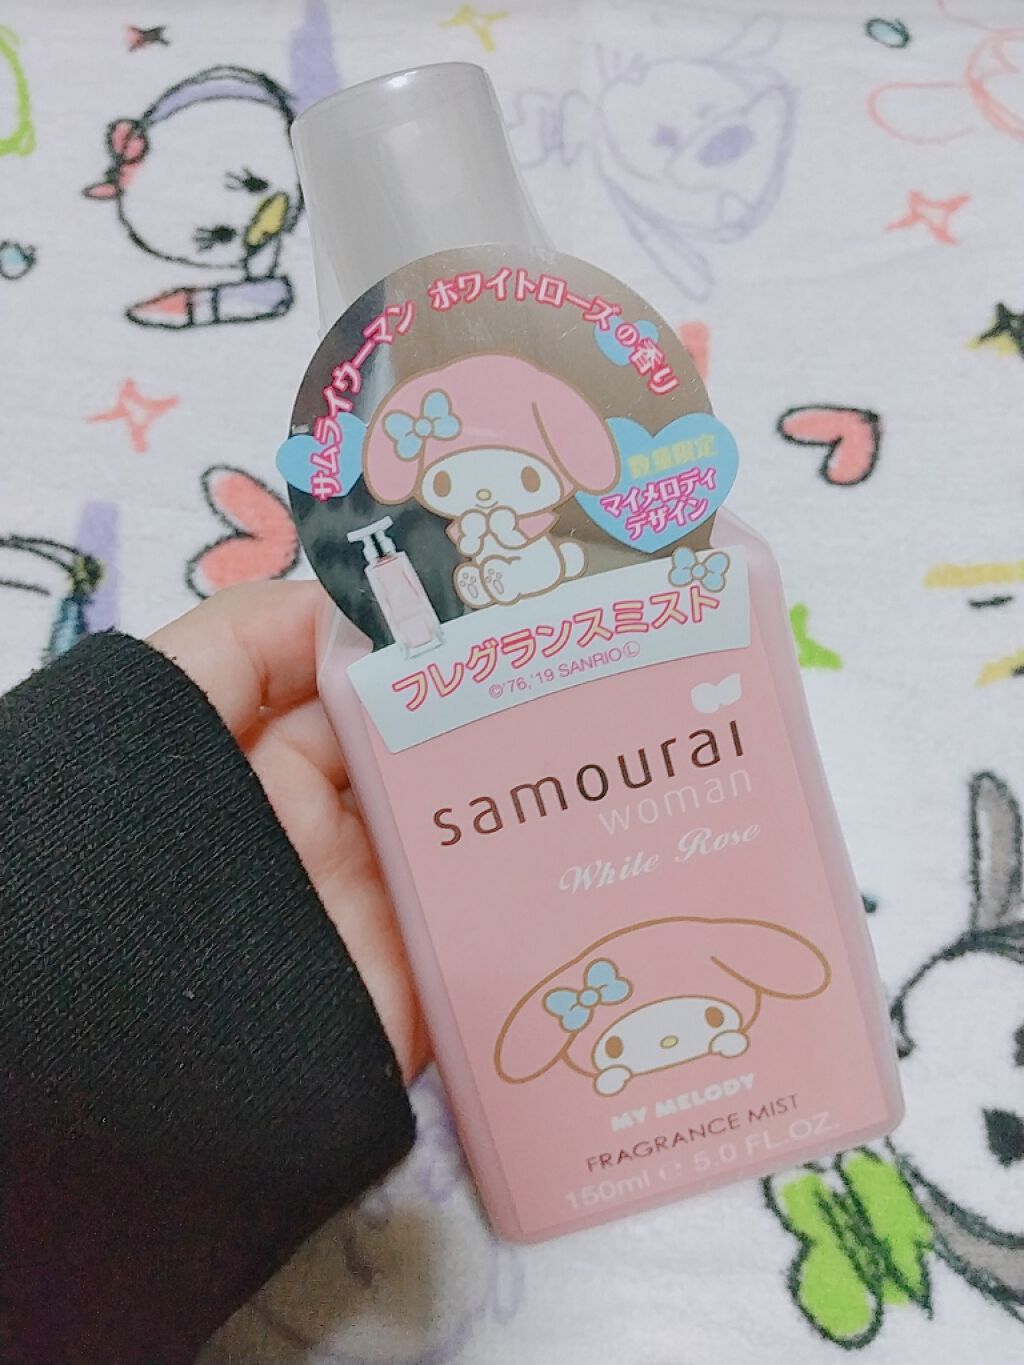 サムライウーマン ホワイトローズの香り
数量限定
マイメロディ
デザイン
フレグランスミスト
©'76,'19 SANRIO Ⓛ
samourai
woman
White Rose
MY MELODY
FRAGRANCE MIST
150ml ℮ 5.0 FL.OZ.